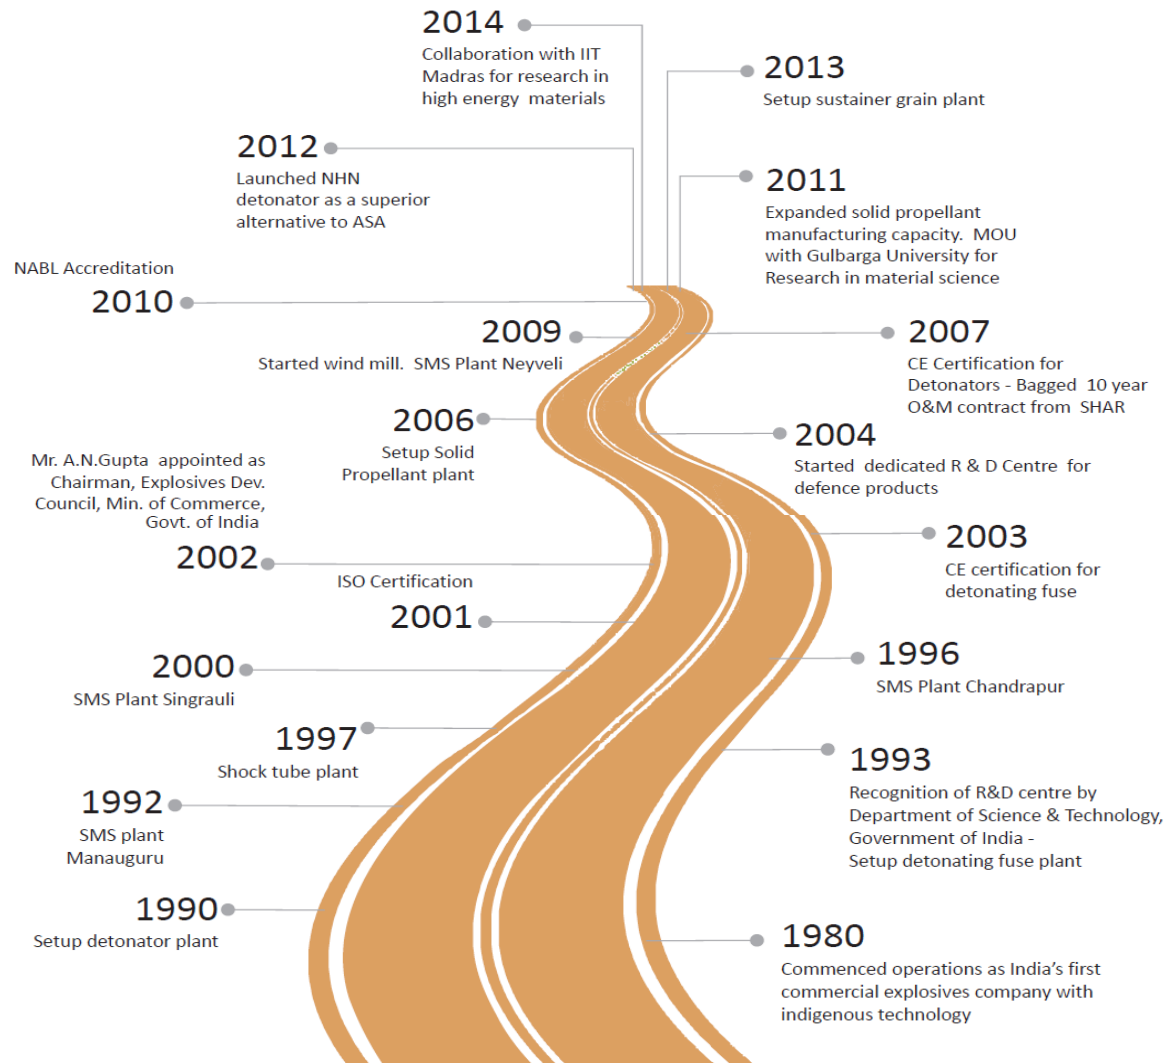 2014
Collaboration with IIT
Madras for research in
high energy materials
2013
Setup sustainer grain plant
2012
Launched NHN
detonator as a superior
alternative to ASA
2011
Expanded solid propellant
manufacturing capacity. MOU
with Gulbarga University for
Research in material science
NABL Accreditation
2010
2009
Started wind mill. SMS Plant Neyveli
2007
CE Certification for
Detonators - Bagged 10 year
O&M contract from SHAR
2006
Setup Solid
Propellant plant
2004
Started dedicated R & D Centre for
defence products
Mr. A.N.Gupta appointed as
Chairman, Explosives Dev.
Council, Min. of Commerce,
Govt. of India
2002
2003
CE certification for
detonating fuse
ISO Certification
2001
2000
SMS Plant Singrauli
1996
SMS Plant Chandrapur
1997
Shock tube plant
1993
Recognition of R&D centre by
Department of Science & Technology,
Government of India -
Setup detonating fuse plant
1992
SMS plant
Manauguru
1990
Setup detonator plant
1980
Commenced operations as India’s first
commercial explosives company with
indigenous technology